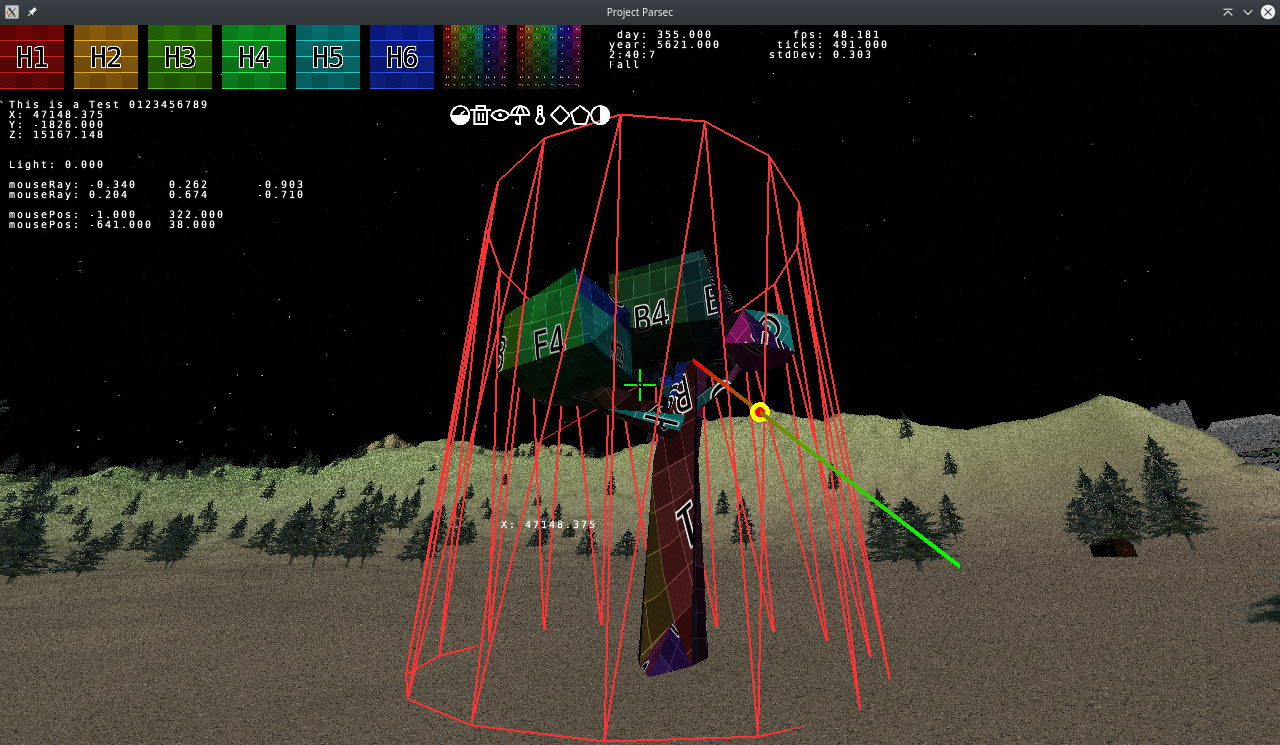 Project Parsec
H1 H2 H3 H4 H5 H6
day: 355.000
year: 5621.000
2:40:7
Fall
fps: 48.181
ticks: 491.000
stdDev: 0.303
This is a Test 0123456789
X: 47148.375
Y: -1826.000
Z: 15167.148
Light: 0.000
mouseRay: -0.340 0.262 -0.903
mouseRay: 0.204 0.674 -0.710
mousePos: -1.000 322.000
mousePos: -641.000 38.000
B4
F4
X: 47148.375